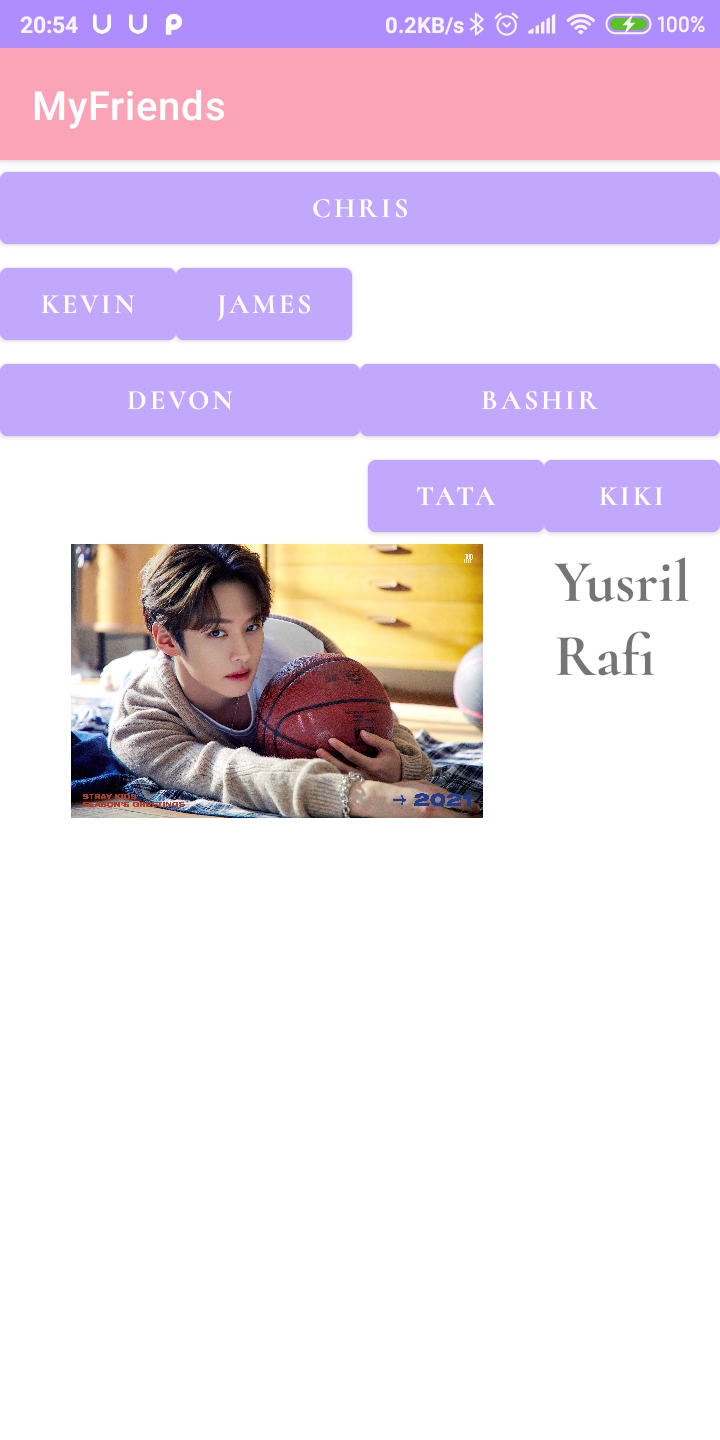 20:54 0.2KB/s 100%
MyFriends
CHRIS
KEVIN JAMES
DEVON BASHIR
TATA KIKI
Yusril
Rafi
STRAY KIDS
SEASON'S GREETINGS
→ 2021